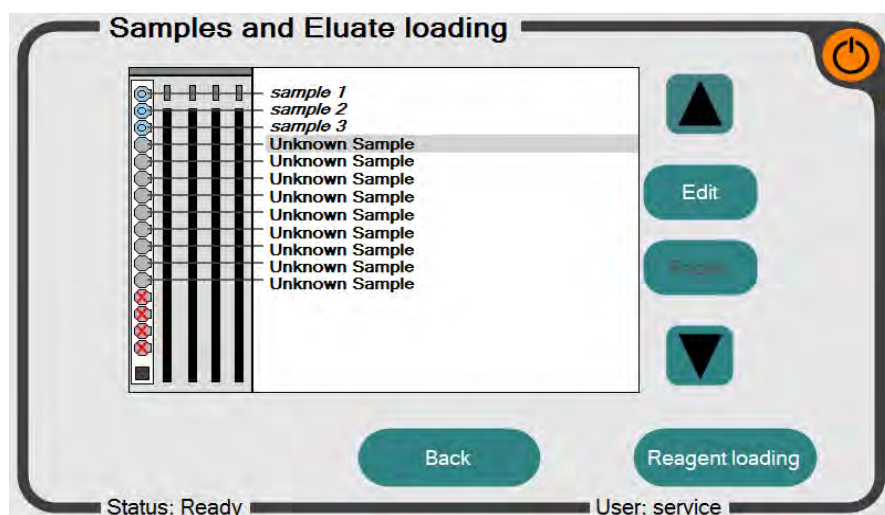 Samples and Eluate loading
sample 1
sample 2
sample 3
Unknown Sample
Unknown Sample
Unknown Sample
Unknown Sample
Unknown Sample
Unknown Sample
Unknown Sample
Unknown Sample
Unknown Sample
Edit
Back
Reagent loading
Status: Ready
User: service